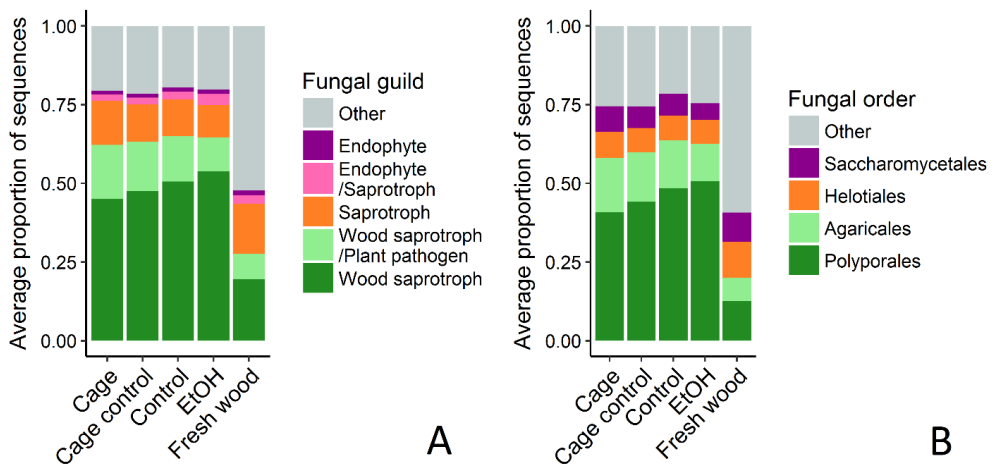 Average proportion of sequences
1.00
0.75
0.50
0.25
0.00
Cage
Cage control
Control
EtOH
Fresh wood
Fungal guild
Other
Endophyte
Endophyte
/Saprotroph
Saprotroph
Wood saprotroph
/Plant pathogen
Wood saprotroph
A
Average proportion of sequences
1.00
0.75
0.50
0.25
0.00
Cage
Cage control
Control
EtOH
Fresh wood
Fungal order
Other
Saccharomycetales
Helotiales
Agaricales
Polyporales
B